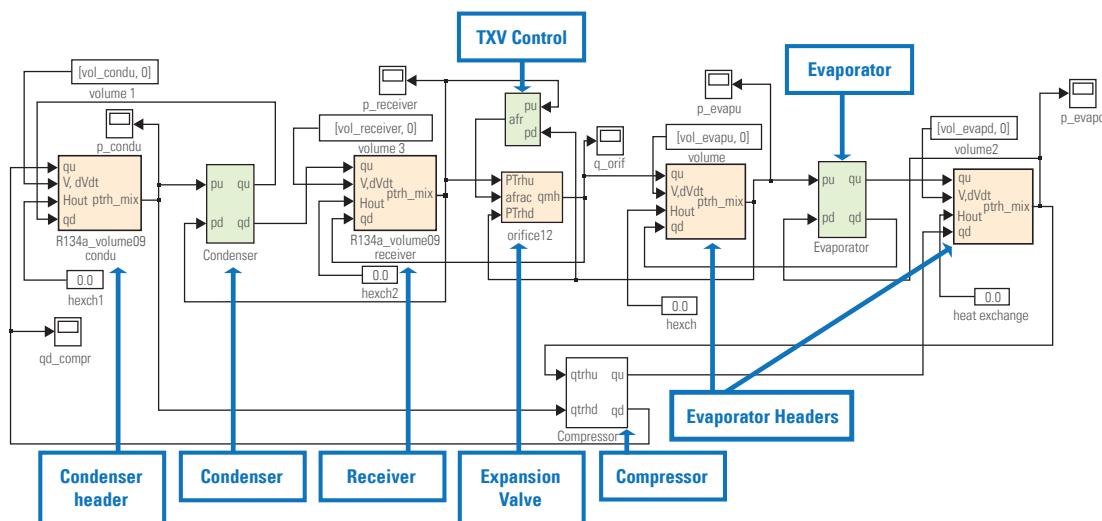 TXV Control
Evaporator
[vol_condu, 0]
volume 1
p_condu
qu
V, dVdt
Hout
qd
ptrh_mix
R134a_volume09
condu
0.0
hexch1
qd_compr
pu
qu
pd
qd
Condenser
p_receiver
[vol_receiver, 0]
volume 3
qu
V,dVdt
Hout
qd
ptrh_mix
R134a_volume09
receiver
0.0
hexch2
pu
afr
pd
PTrhu
afrac
PTrhd
qmh
orifice12
q_orif
p_evapu
[vol_evapu, 0]
volume
qu
V,dVdt
Hout
qd
ptrh_mix
0.0
hexch
pu
qu
pd
qd
Evaporator
p_evapd
[vol_evapd, 0]
volume2
qu
V,dVdt
Hout
qd
ptrh_mix
0.0
heat exchange
qtrhu
qu
qtrhd
qd
Compressor
Evaporator Headers
Condenser
header
Condenser
Receiver
Expansion
Valve
Compressor